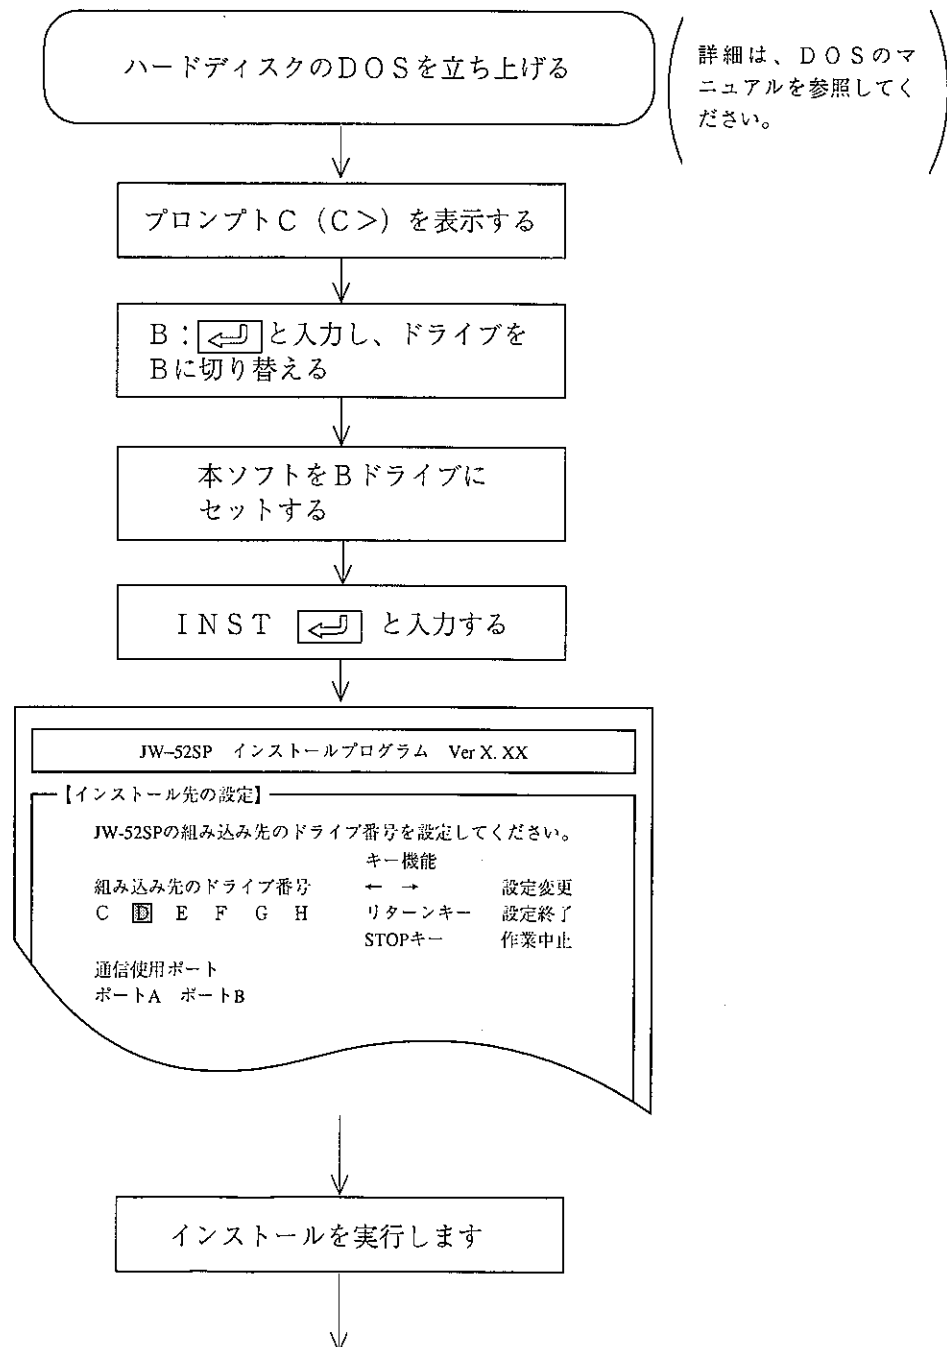 ハードディスクのDOSを立ち上げる
詳細は、DOSのマ
ニュアルを参照してく
ださい。
プロンプトC（C>）を表示する
B：と入力し、ドライブを
Bに切り替える
本ソフトをBドライブに
セットする
INST と入力する
JW-52SP インストールプログラム Ver X. XX
【インストール先の設定】
JW-52SPの組み込み先のドライブ番号を設定してください。
キー機能
組み込み先のドライブ番号 ← → 設定変更
C D E F G H リターンキー 設定終了
STOPキー 作業中止
通信使用ポート
ポートA ポートB
インストールを実行します